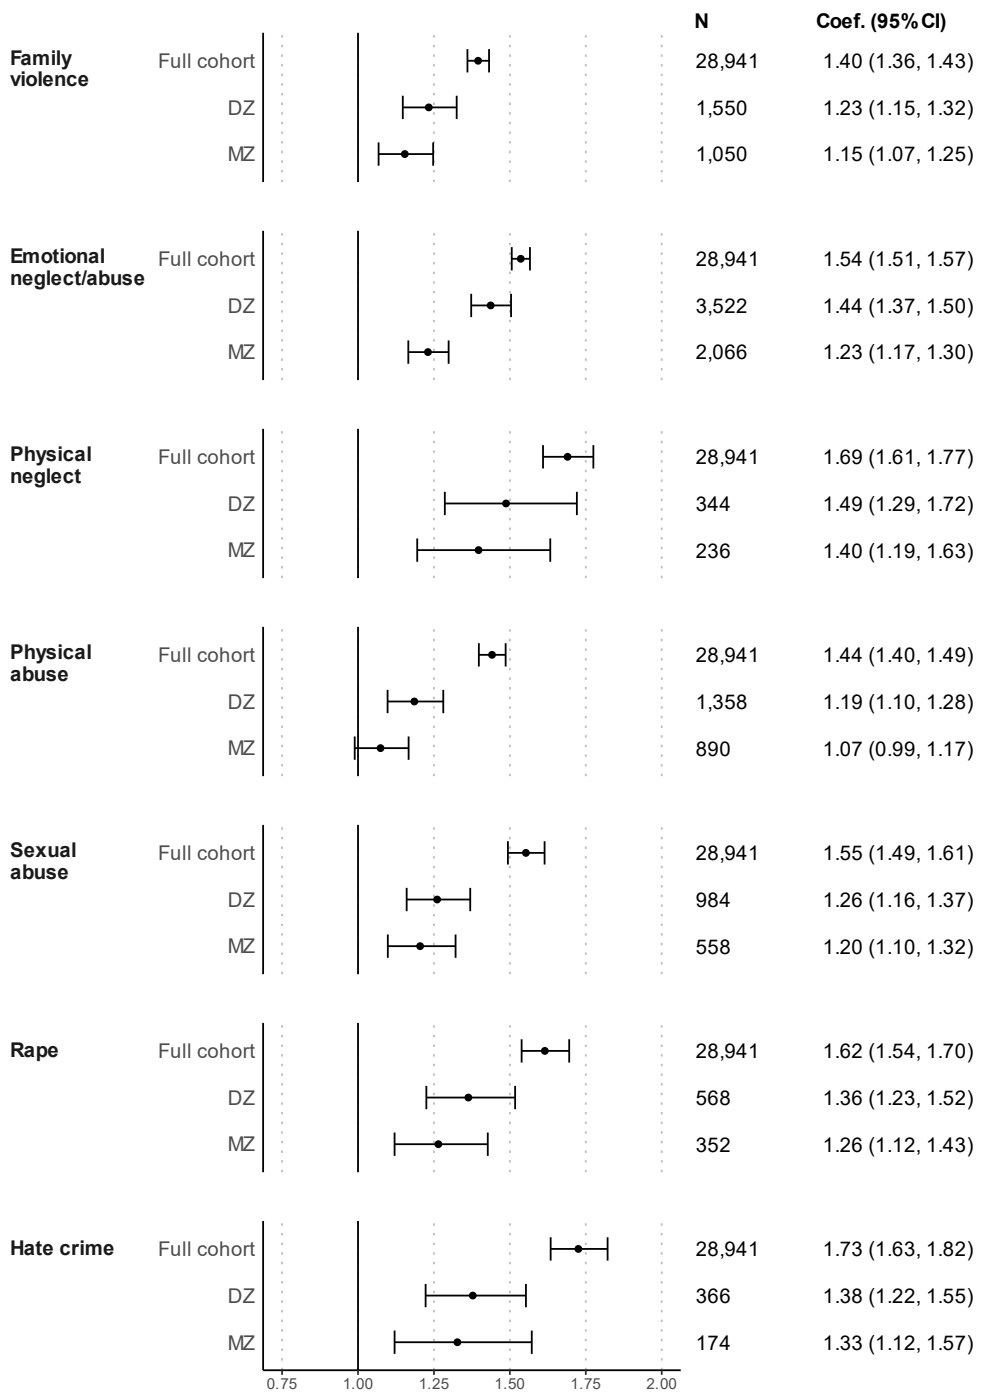 N Coef. (95% CI)
Family violence Full cohort 28,941 1.40 (1.36, 1.43)
DZ 1,550 1.23 (1.15, 1.32)
MZ 1,050 1.15 (1.07, 1.25)
Emotional neglect/abuse Full cohort 28,941 1.54 (1.51, 1.57)
DZ 3,522 1.44 (1.37, 1.50)
MZ 2,066 1.23 (1.17, 1.30)
Physical neglect Full cohort 28,941 1.69 (1.61, 1.77)
DZ 344 1.49 (1.29, 1.72)
MZ 236 1.40 (1.19, 1.63)
Physical abuse Full cohort 28,941 1.44 (1.40, 1.49)
DZ 1,358 1.19 (1.10, 1.28)
MZ 890 1.07 (0.99, 1.17)
Sexual abuse Full cohort 28,941 1.55 (1.49, 1.61)
DZ 984 1.26 (1.16, 1.37)
MZ 558 1.20 (1.10, 1.32)
Rape Full cohort 28,941 1.62 (1.54, 1.70)
DZ 568 1.36 (1.23, 1.52)
MZ 352 1.26 (1.12, 1.43)
Hate crime Full cohort 28,941 1.73 (1.63, 1.82)
DZ 366 1.38 (1.22, 1.55)
MZ 174 1.33 (1.12, 1.57)
0.75 1.00 1.25 1.50 1.75 2.00